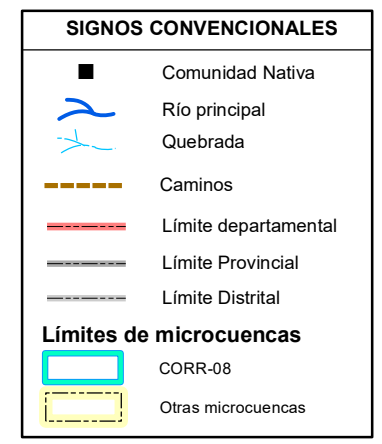 SIGNOS CONVENCIONALES
Comunidad Nativa
Río principal
Quebrada
Caminos
Límite departamental
Límite Provincial
Límite Distrital
Límites de microcuencas
CORR-08
Otras microcuencas